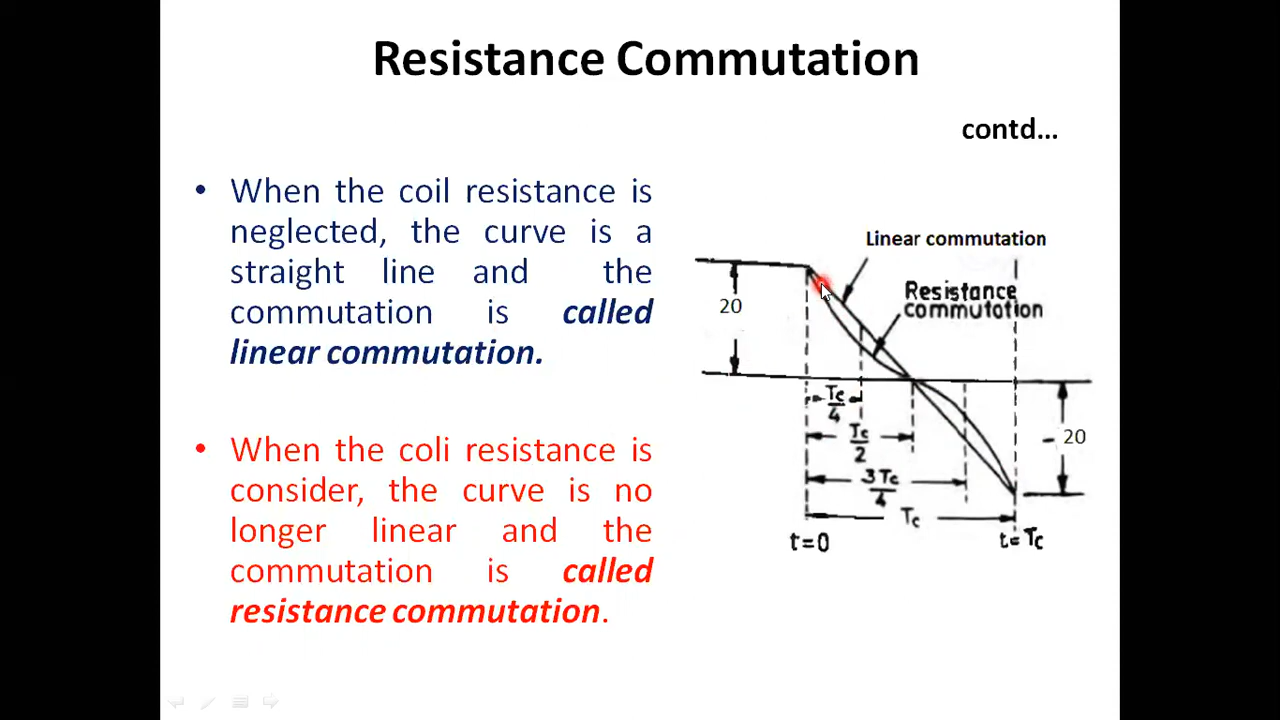 Resistance Commutation
contd...
• When the coil resistance is
neglected, the curve is a
straight line and the
commutation is called
linear commutation.
• When the coli resistance is
consider, the curve is no
longer linear and the
commutation is called
resistance commutation.
Linear commutation
Resistance
commutation
20
Tc/4
Tc/2
3Tc/4
Tc
- 20
t=0
t=Tc